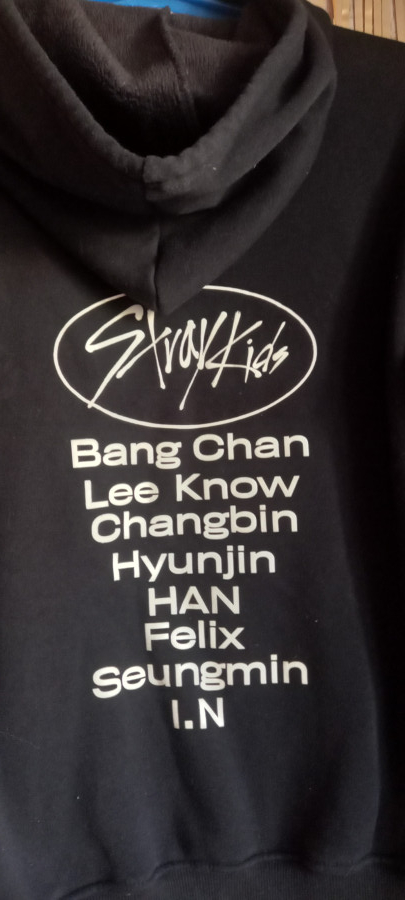 Stray Kids
Bang Chan
Lee Know
Changbin
Hyunjin
HAN
Felix
Seungmin
I.N